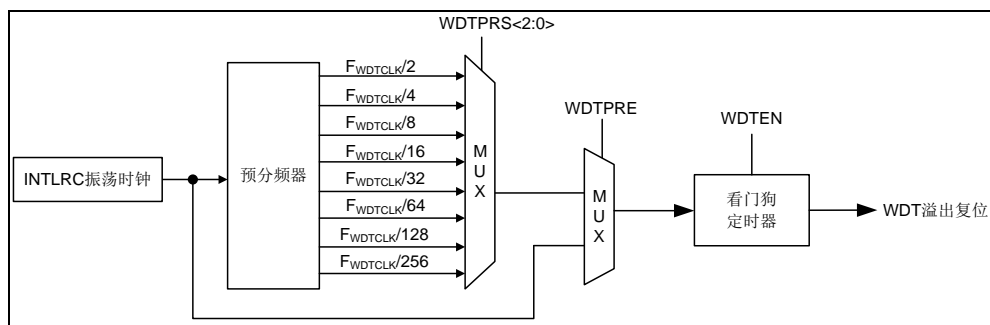 WDTPRS<2:0>
FWDTCLK/2
FWDTCLK/4
FWDTCLK/8
FWDTCLK/16
FWDTCLK/32
FWDTCLK/64
FWDTCLK/128
FWDTCLK/256
INTLRC振荡时钟
预分频器
MUX
WDTPRE
MUX
WDTEN
看门狗
定时器
WDT溢出复位